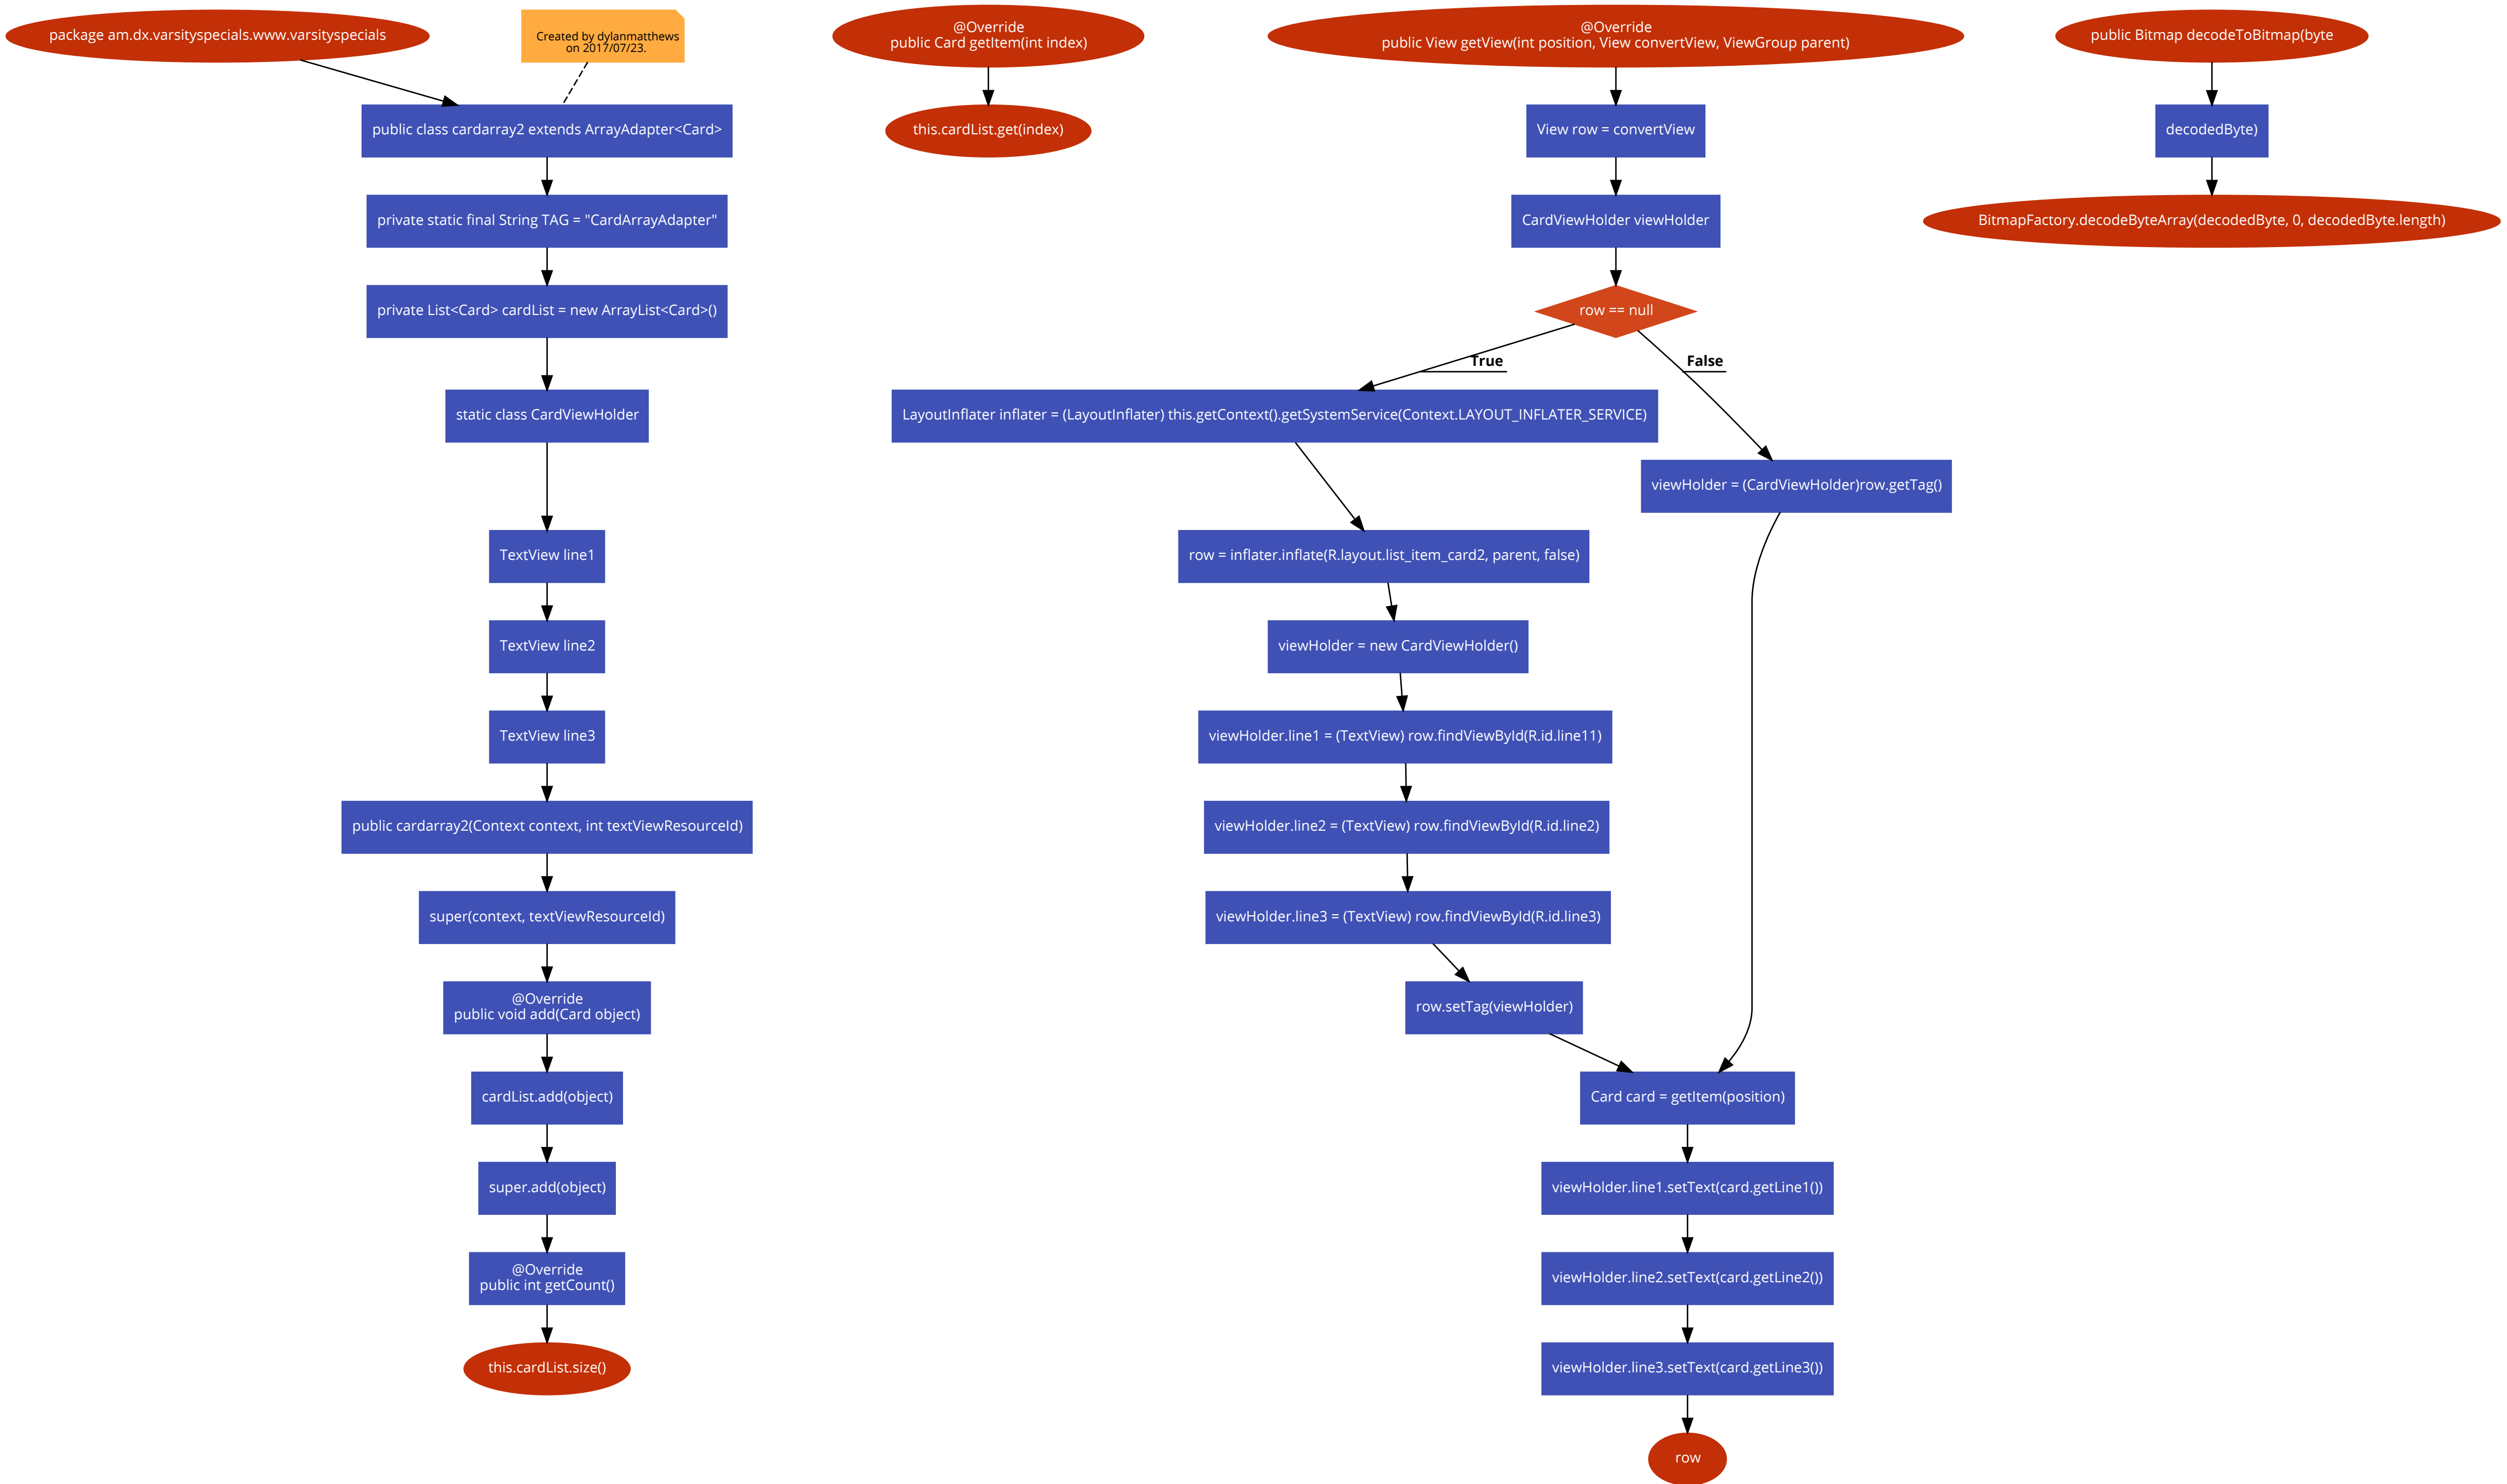 package am.dx.varsityspecials.www.varsityspecials
Created by dylanmatthews
on 2017/07/23.
public class cardarray2 extends ArrayAdapter<Card>
private static final String TAG = "CardArrayAdapter"
private List<Card> cardList = new ArrayList<Card>()
static class CardViewHolder
TextView line1
TextView line2
TextView line3
public cardarray2(Context context, int textViewResourceId)
super(context, textViewResourceId)
@Override
public void add(Card object)
cardList.add(object)
super.add(object)
@Override
public int getCount()
this.cardList.size()
@Override
public Card getItem(int index)
this.cardList.get(index)
@Override
public View getView(int position, View convertView, ViewGroup parent)
View row = convertView
CardViewHolder viewHolder
row == null
True
False
LayoutInflater inflater = (LayoutInflater) this.getContext().getSystemService(Context.LAYOUT_INFLATER_SERVICE)
viewHolder = (CardViewHolder)row.getTag()
row = inflater.inflate(R.layout.list_item_card2, parent, false)
viewHolder = new CardViewHolder()
viewHolder.line1 = (TextView) row.findViewById(R.id.line11)
viewHolder.line2 = (TextView) row.findViewById(R.id.line2)
viewHolder.line3 = (TextView) row.findViewById(R.id.line3)
row.setTag(viewHolder)
Card card = getItem(position)
viewHolder.line1.setText(card.getLine1())
viewHolder.line2.setText(card.getLine2())
viewHolder.line3.setText(card.getLine3())
row
public Bitmap decodeToBitmap(byte
decodedByte)
BitmapFactory.decodeByteArray(decodedByte, 0, decodedByte.length)